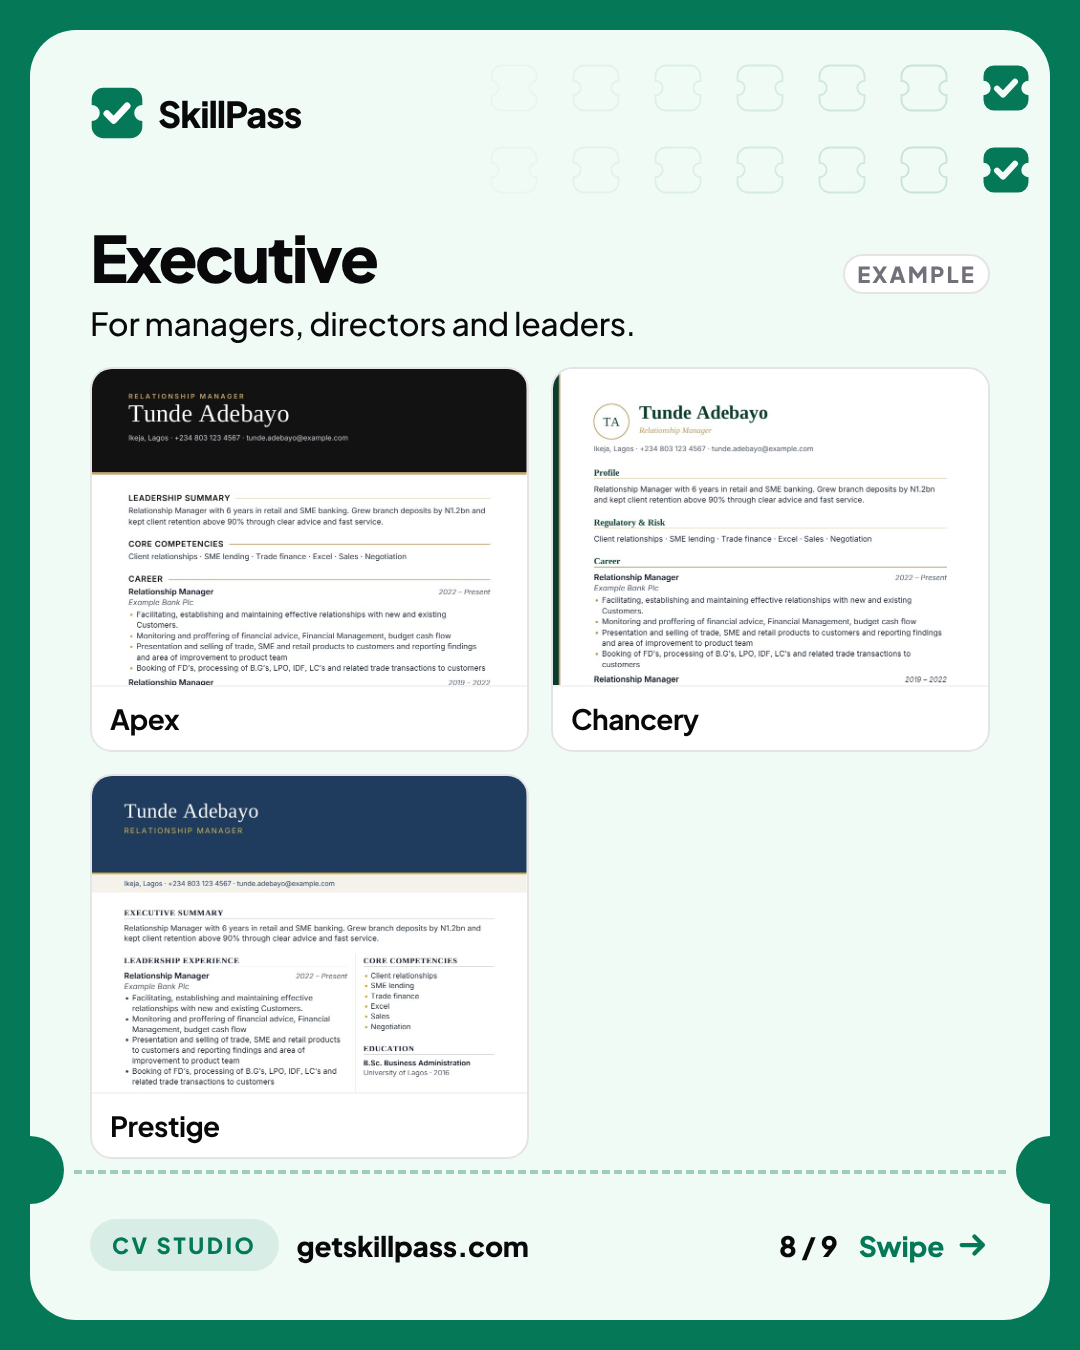 SkillPass
Executive
EXAMPLE
For managers, directors and leaders.
RELATIONSHIP MANAGER
Tunde Adebayo
Ikeja, Lagos · +234 803 123 4567 · tunde.adebayo@example.com
LEADERSHIP SUMMARY
Relationship Manager with 6 years in retail and SME banking. Grew branch deposits by N1.2bn and
kept client retention above 90% through clear advice and fast service.
CORE COMPETENCIES
Client relationships · SME lending · Trade finance · Excel · Sales · Negotiation
CAREER
Relationship Manager 2022 – Present
Example Bank Plc
• Facilitating, establishing and maintaining effective relationships with new and existing
Customers.
• Monitoring and proffering of financial advice, Financial Management, budget cash flow
• Presentation and selling of trade, SME and retail products to customers and reporting findings
and area of improvement to product team
• Booking of FD's, processing of B.G's, LPO, IDF, LC's and related trade transactions to customers
Relationship Manager 2019 – 2022
Apex
TA
Tunde Adebayo
Relationship Manager
Ikeja, Lagos · +234 803 123 4567 · tunde.adebayo@example.com
Profile
Relationship Manager with 6 years in retail and SME banking. Grew branch deposits by N1.2bn
and kept client retention above 90% through clear advice and fast service.
Regulatory & Risk
Client relationships · SME lending · Trade finance · Excel · Sales · Negotiation
Career
Relationship Manager 2022 – Present
Example Bank Plc
• Facilitating, establishing and maintaining effective relationships with new and existing
Customers.
• Monitoring and proffering of financial advice, Financial Management, budget cash flow
• Presentation and selling of trade, SME and retail products to customers and reporting findings
and area of improvement to product team
• Booking of FD's, processing of B.G's, LPO, IDF, LC's and related trade transactions to
customers
Relationship Manager 2019 – 2022
Chancery
Tunde Adebayo
RELATIONSHIP MANAGER
Ikeja, Lagos · +234 803 123 4567 · tunde.adebayo@example.com
EXECUTIVE SUMMARY
Relationship Manager with 6 years in retail and SME banking. Grew branch deposits by N1.2bn and
kept client retention above 90% through clear advice and fast service.
LEADERSHIP EXPERIENCE
Relationship Manager 2022 – Present
Example Bank Plc
• Facilitating, establishing and maintaining effective
relationships with new and existing Customers.
• Monitoring and proffering of financial advice, Financial
Management, budget cash flow
• Presentation and selling of trade, SME and retail products
to customers and reporting findings and area of
improvement to product team
• Booking of FD's, processing of B.G's, LPO, IDF, LC's and
related trade transactions to customers
CORE COMPETENCIES
• Client relationships
• SME lending
• Trade finance
• Excel
• Sales
• Negotiation
EDUCATION
B.Sc. Business Administration
University of Lagos · 2016
Prestige
CV STUDIO
getskillpass.com
8 / 9 Swipe →